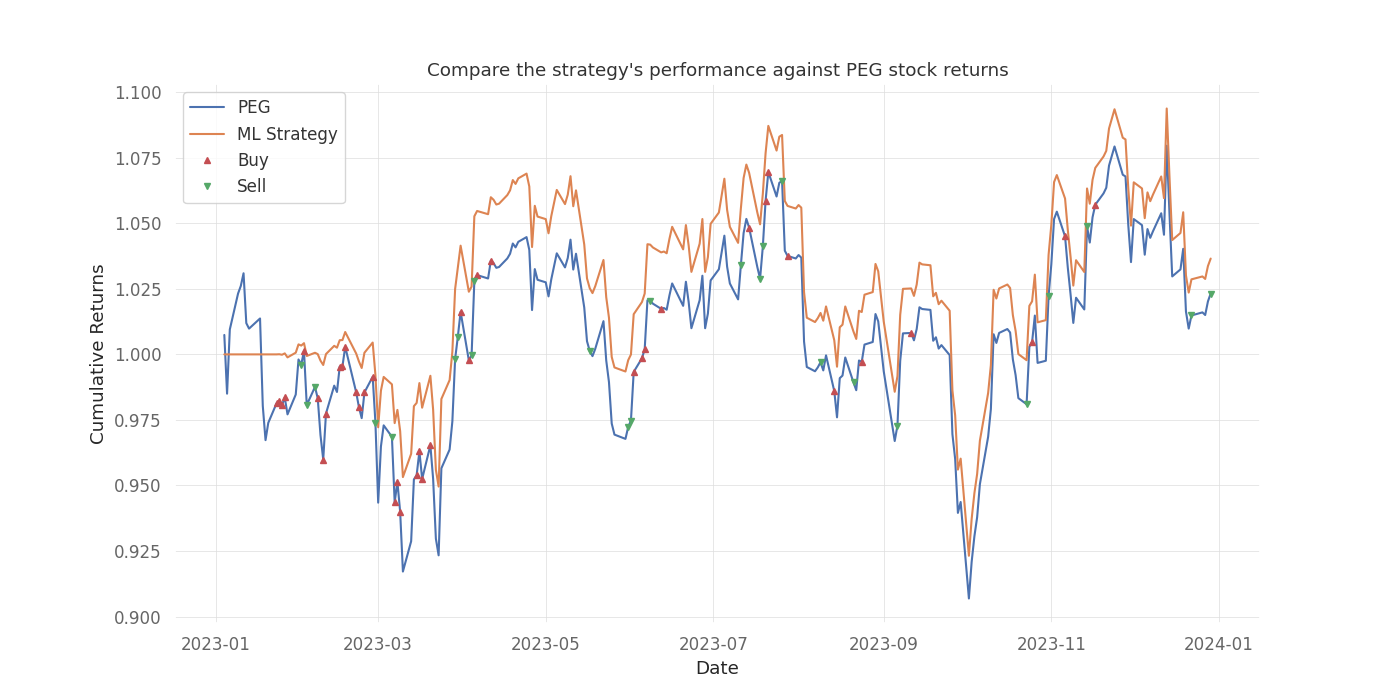 Compare the strategy's performance against PEG stock returns
1.100
1.075
1.050
1.025
1.000
0.975
0.950
0.925
0.900
Cumulative Returns
PEG
ML Strategy
Buy
Sell
2023-01
2023-03
2023-05
2023-07
2023-09
2023-11
2024-01
Date